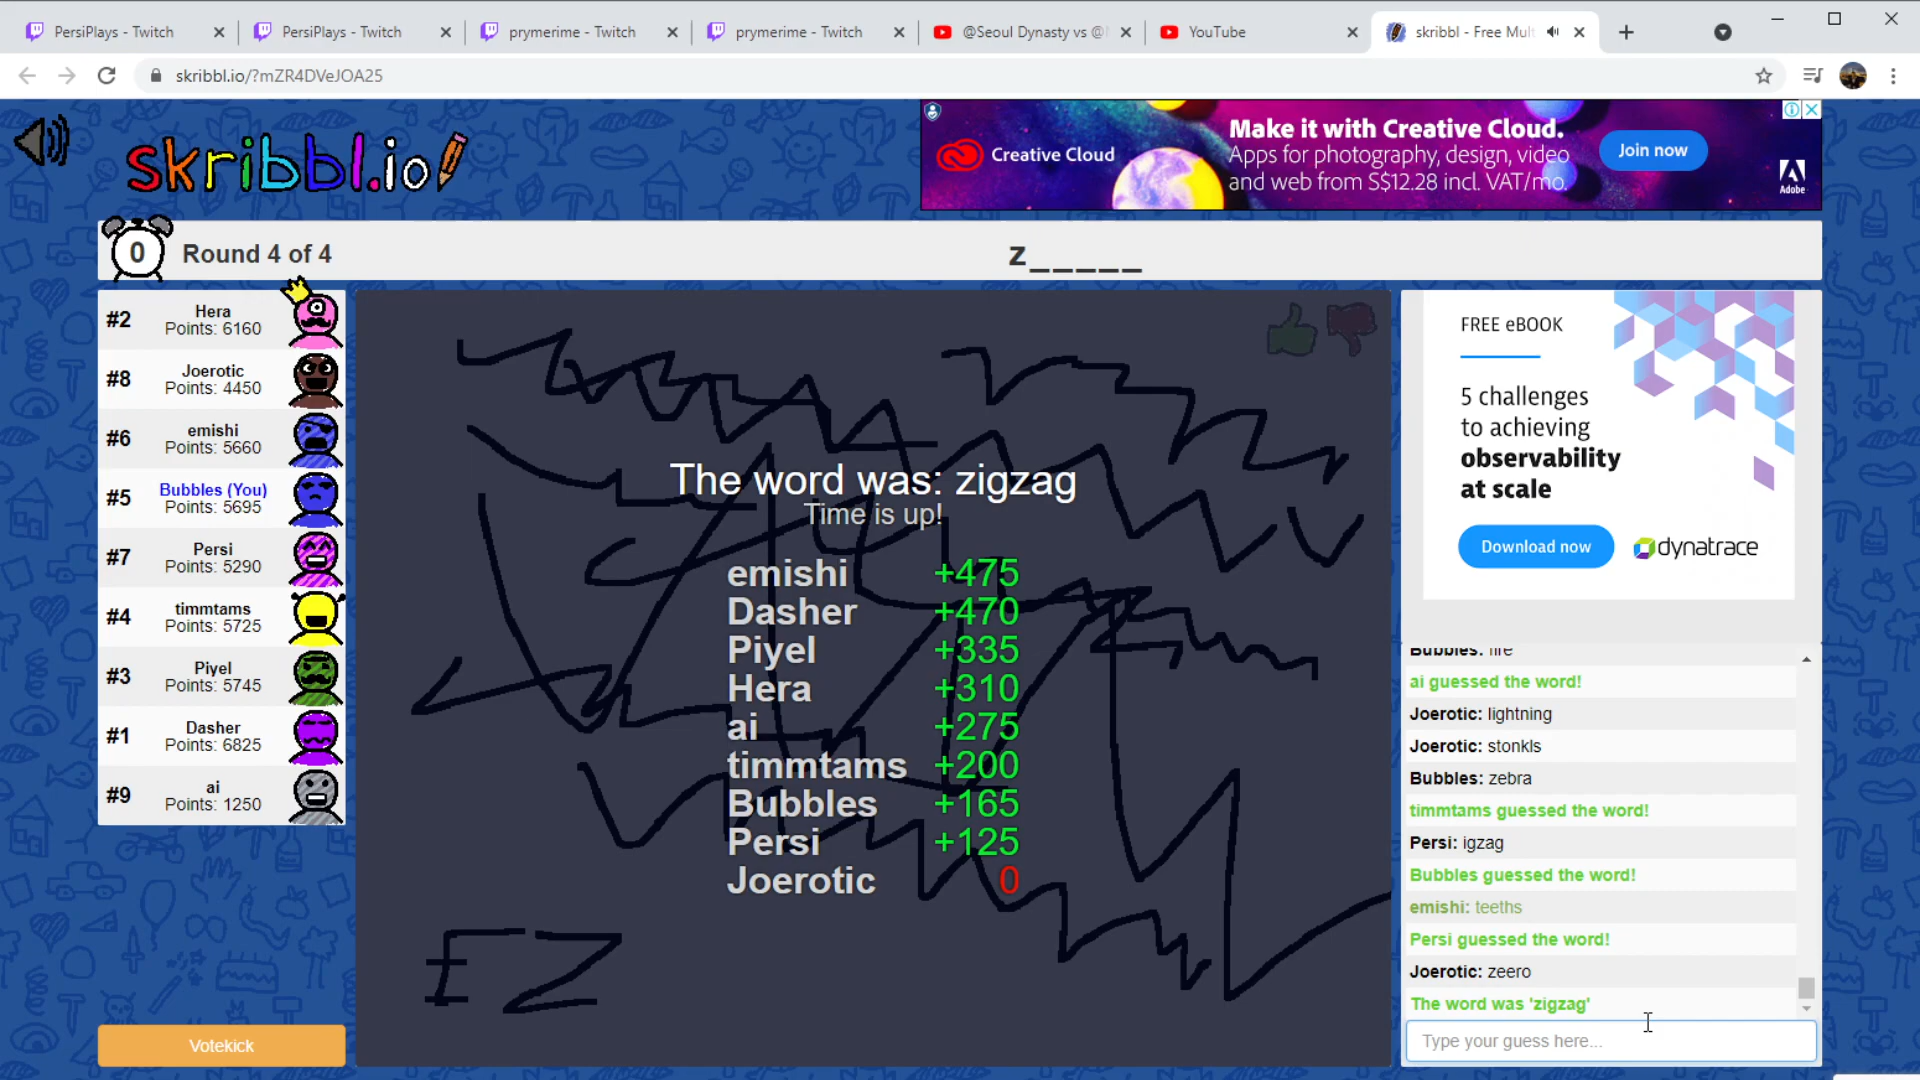 PersiPlays - Twitch
PersiPlays - Twitch
prymerime - Twitch
prymerime - Twitch
@Seoul Dynasty vs @
YouTube
skribbl - Free Mult
skribbl.io/?mZR4DVeJOA25
skribbl.io
Creative Cloud
Make it with Creative Cloud.
Apps for photography, design, video
and web from S$12.28 incl. VAT/mo.
Join now
Adobe
0
Round 4 of 4
z_____
#2
Hera
Points: 6160
#8
Joerotic
Points: 4450
#6
emishi
Points: 5660
#5
Bubbles (You)
Points: 5695
#7
Persi
Points: 5290
#4
timmtams
Points: 5725
#3
Piyel
Points: 5745
#1
Dasher
Points: 6825
#9
ai
Points: 1250
Votekick
The word was: zigzag
Time is up!
emishi +475
Dasher +470
Piyel +335
Hera +310
ai +275
timmtams +200
Bubbles +165
Persi +125
Joerotic 0
EZ
FREE eBOOK
5 challenges
to achieving
observability
at scale
Download now
dynatrace
Bubbles: fire
ai guessed the word!
Joerotic: lightning
Joerotic: stonkls
Bubbles: zebra
timmtams guessed the word!
Persi: igzag
Bubbles guessed the word!
emishi: teeths
Persi guessed the word!
Joerotic: zeero
The word was 'zigzag'
Type your guess here...